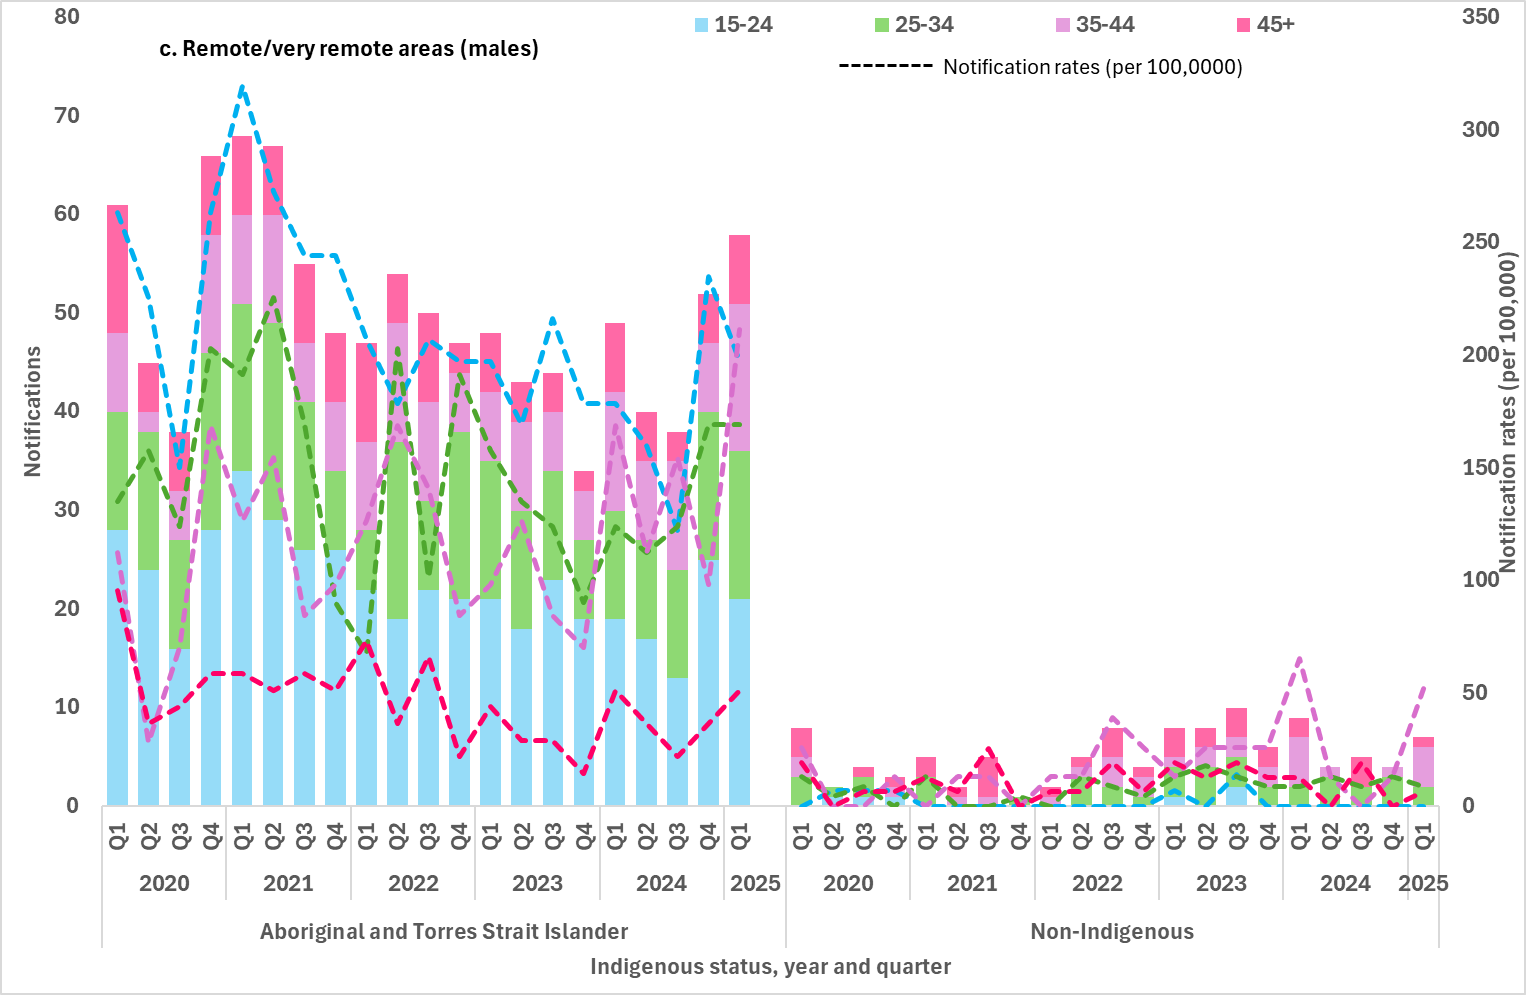 80
350
15-24
25-34
35-44
45+
c. Remote/very remote areas (males)
Notification rates (per 100,0000)
70
300
60
250
50
200
40
150
30
100
20
50
10
0
0
Notifications
Notification rates (per 100,000)
Q1 Q2 Q3 Q4 Q1 Q2 Q3 Q4 Q1 Q2 Q3 Q4 Q1 Q2 Q3 Q4 Q1 Q2 Q3 Q4 Q1
Q1 Q2 Q3 Q4 Q1 Q2 Q3 Q4 Q1 Q2 Q3 Q4 Q1 Q2 Q3 Q4 Q1 Q2 Q3 Q4 Q1
2020 2021 2022 2023 2024 2025
2020 2021 2022 2023 2024 2025
Aboriginal and Torres Strait Islander
Non-Indigenous
Indigenous status, year and quarter